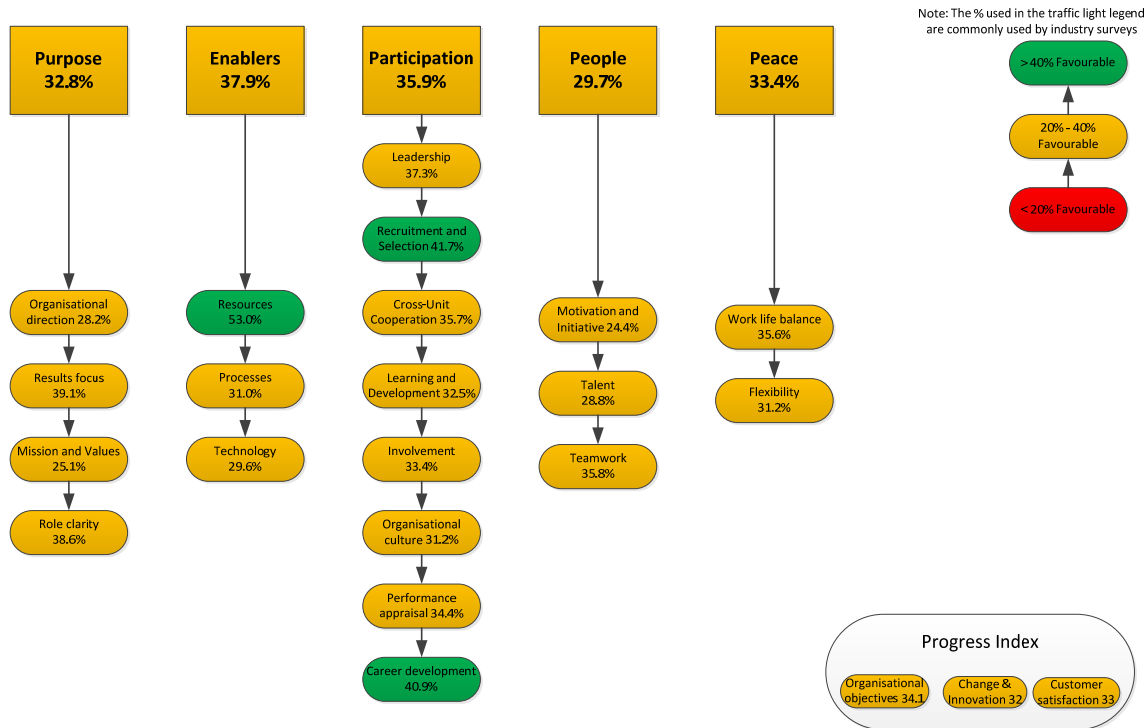 Note: The % used in the traffic light legend
are commonly used by industry surveys
Purpose
32.8%
Enablers
37.9%
Participation
35.9%
People
29.7%
Peace
33.4%
>40% Favourable
20% - 40%
Favourable
< 20% Favourable
Organisational
direction 28.2%
Results focus
39.1%
Mission and Values
25.1%
Role clarity
38.6%
Resources
53.0%
Processes
31.0%
Technology
29.6%
Leadership
37.3%
Recruitment and
Selection 41.7%
Cross-Unit
Cooperation 35.7%
Learning and
Development 32.5%
Involvement
33.4%
Organisational
culture 31.2%
Performance
appraisal 34.4%
Career development
40.9%
Motivation and
Initiative 24.4%
Talent
28.8%
Teamwork
35.8%
Work life balance
35.6%
Flexibility
31.2%
Progress Index
Organisational
objectives 34.1
Change &
Innovation 32
Customer
satisfaction 33